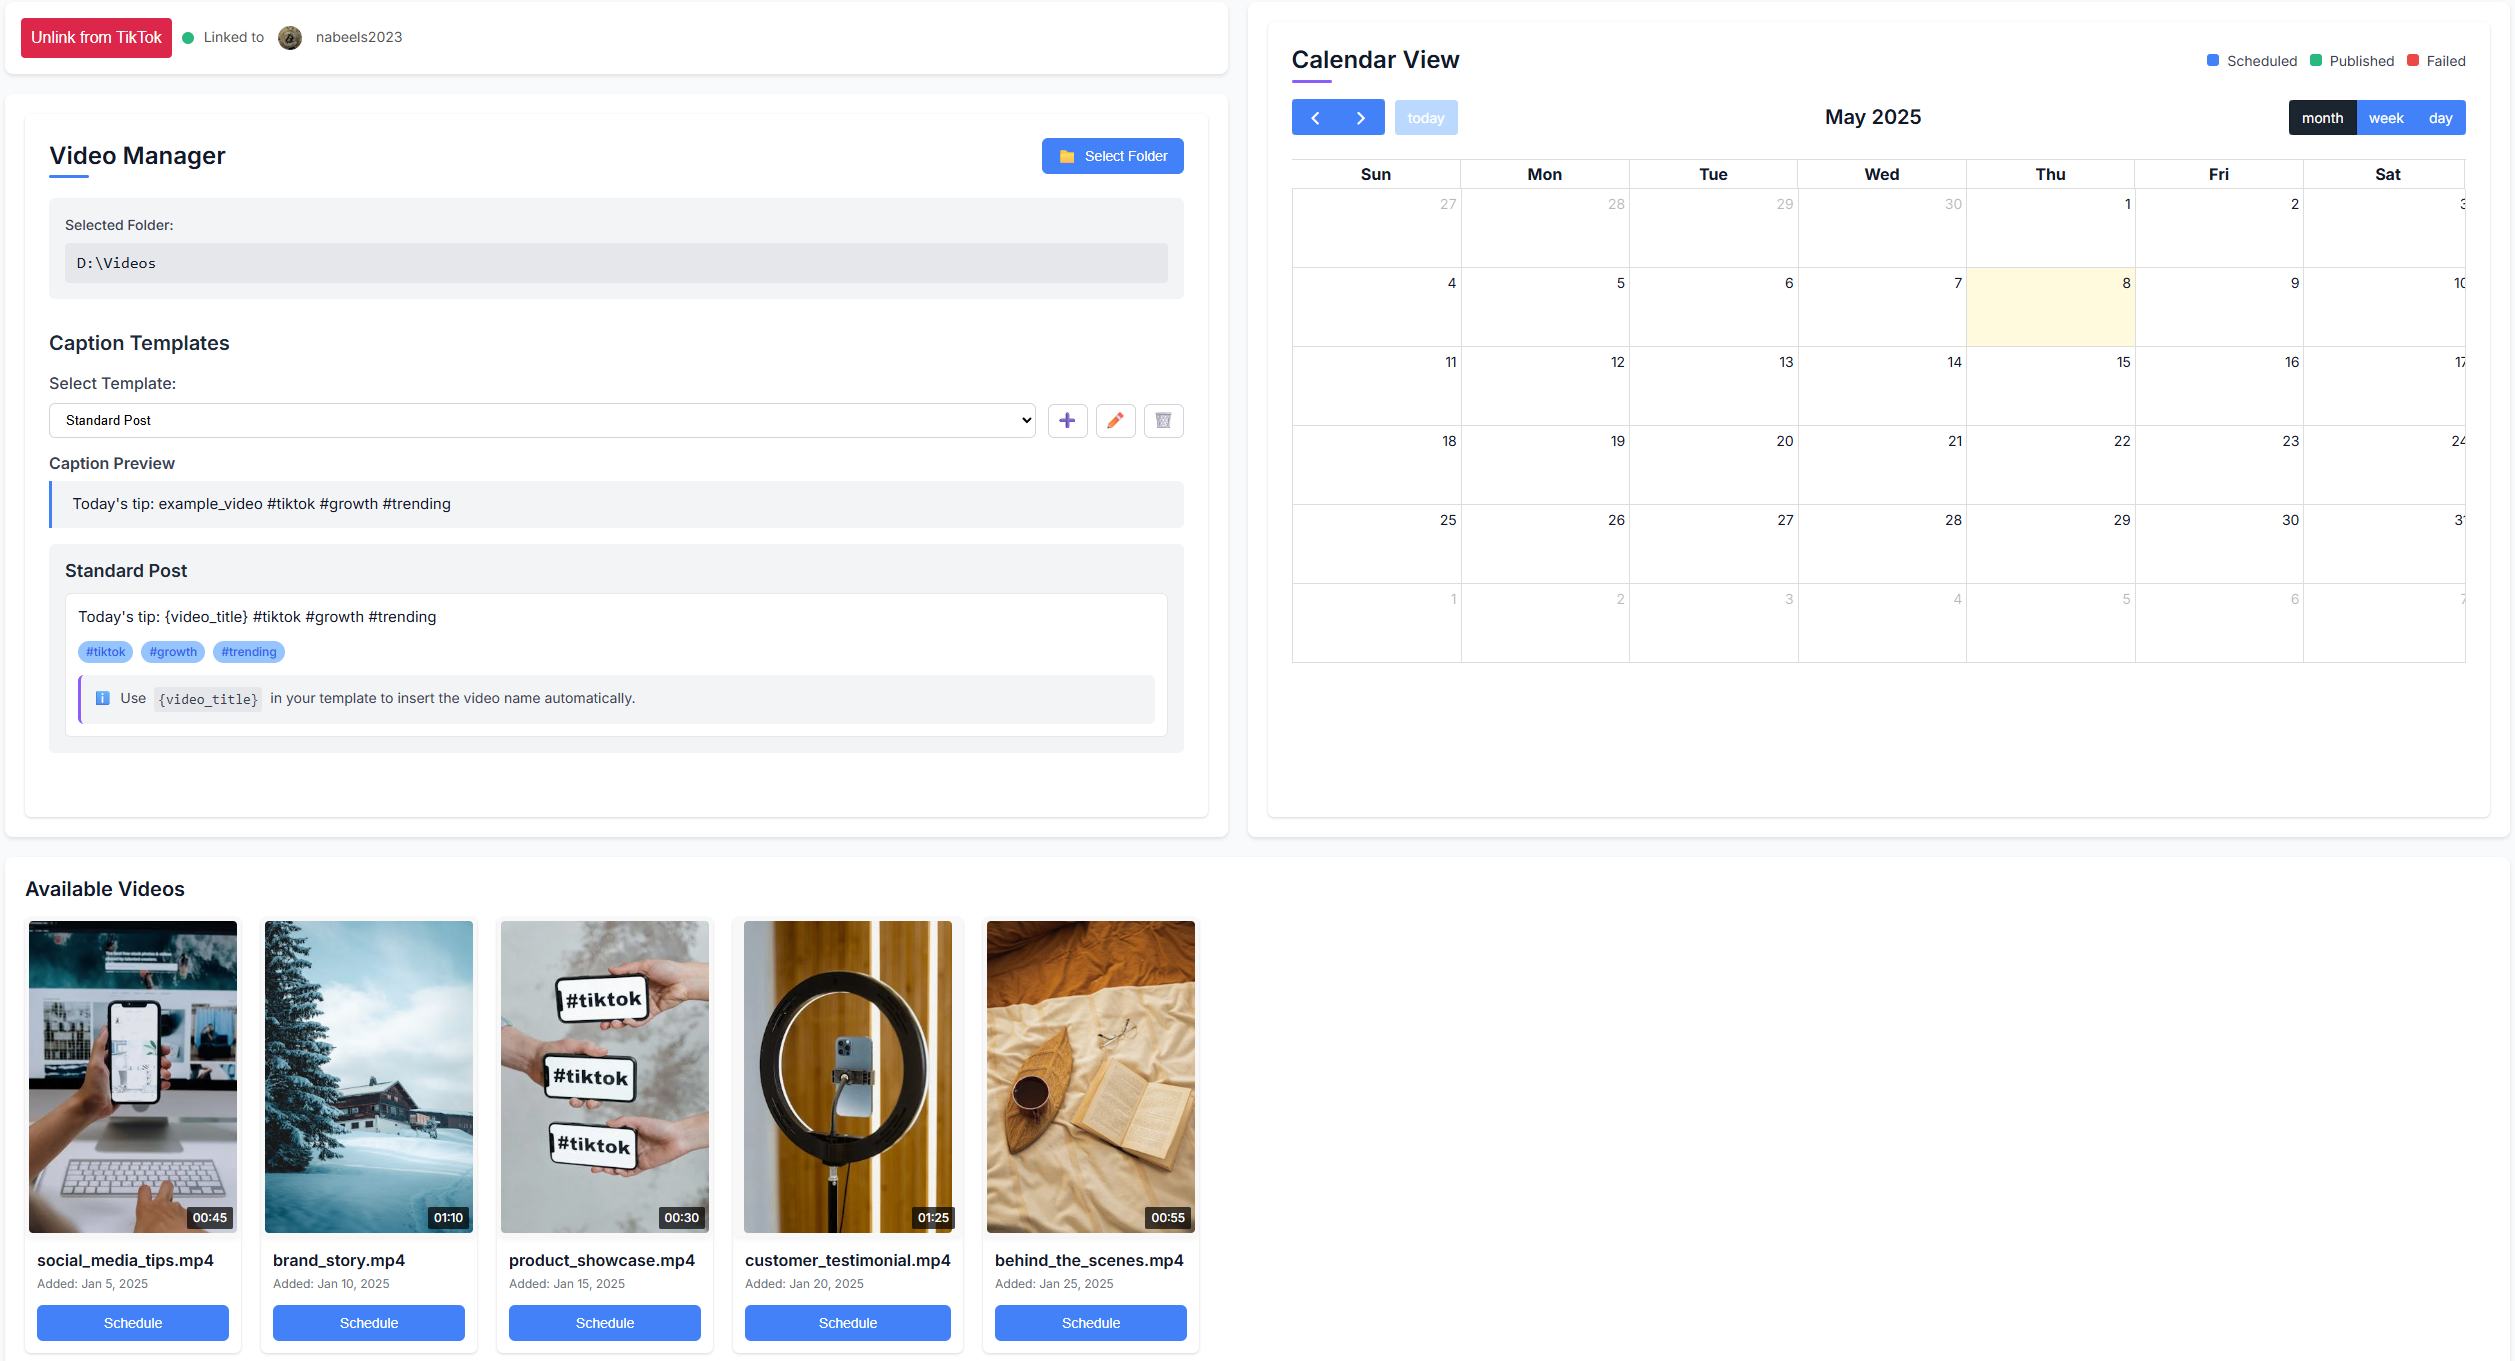 Unlink from TikTok
Linked to
nabeels2023
Video Manager
Select Folder
Selected Folder:
D:\Videos
Caption Templates
Select Template:
Standard Post
Caption Preview
Today's tip: example_video #tiktok #growth #trending
Standard Post
Today's tip: {video_title} #tiktok #growth #trending
#tiktok #growth #trending
Use {video_title} in your template to insert the video name automatically.
Calendar View
Scheduled Published Failed
today
May 2025
month week day
Sun Mon Tue Wed Thu Fri Sat
27 28 29 30 1 2 3
4 5 6 7 8 9 10
11 12 13 14 15 16 17
18 19 20 21 22 23 24
25 26 27 28 29 30 31
1 2 3 4 5 6 7
Available Videos
#tiktok
#tiktok
#tiktok
00:45 01:10 00:30 01:25 00:55
social_media_tips.mp4 brand_story.mp4 product_showcase.mp4 customer_testimonial.mp4 behind_the_scenes.mp4
Added: Jan 5, 2025 Added: Jan 10, 2025 Added: Jan 15, 2025 Added: Jan 20, 2025 Added: Jan 25, 2025
Schedule Schedule Schedule Schedule Schedule